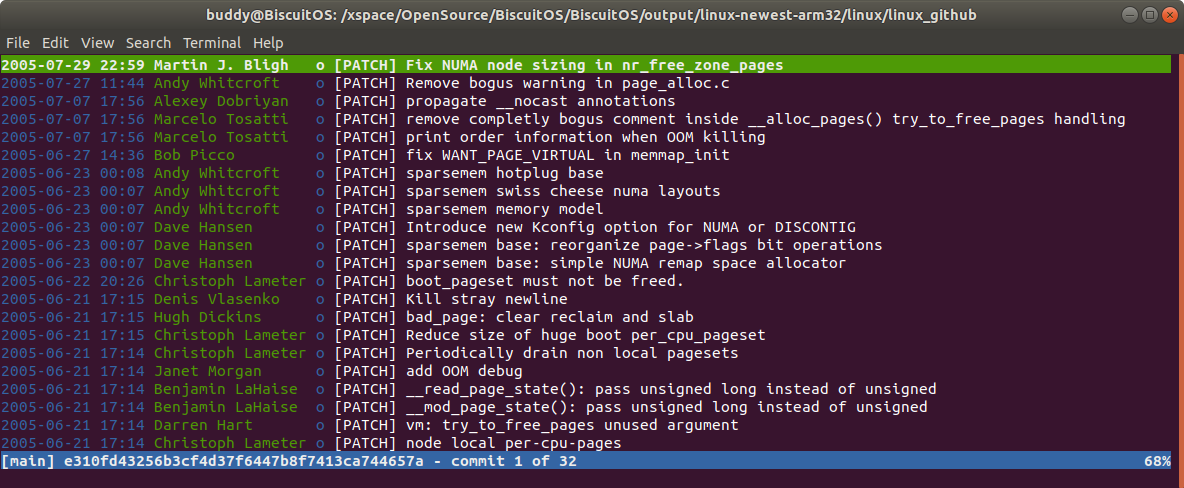 buddy@BiscuitOS: /xspace/OpenSource/BiscuitOS/BiscuitOS/output/linux-newest-arm32/linux/linux_github
File Edit View Search Terminal Help
2005-07-29 22:59 Martin J. Bligh o [PATCH] Fix NUMA node sizing in nr_free_zone_pages
2005-07-27 11:44 Andy Whitcroft o [PATCH] Remove bogus warning in page_alloc.c
2005-07-07 17:56 Alexey Dobriyan o [PATCH] propagate __nocast annotations
2005-07-07 17:56 Marcelo Tosatti o [PATCH] remove completly bogus comment inside __alloc_pages() try_to_free_pages handling
2005-07-07 17:56 Marcelo Tosatti o [PATCH] print order information when OOM killing
2005-06-27 14:36 Bob Picco o [PATCH] fix WANT_PAGE_VIRTUAL in memmap_init
2005-06-23 00:08 Andy Whitcroft o [PATCH] sparsemem hotplug base
2005-06-23 00:07 Andy Whitcroft o [PATCH] sparsemem swiss cheese numa layouts
2005-06-23 00:07 Andy Whitcroft o [PATCH] sparsemem memory model
2005-06-23 00:07 Dave Hansen o [PATCH] Introduce new Kconfig option for NUMA or DISCONTIG
2005-06-23 00:07 Dave Hansen o [PATCH] sparsemem base: reorganize page->flags bit operations
2005-06-23 00:07 Dave Hansen o [PATCH] sparsemem base: simple NUMA remap space allocator
2005-06-22 20:26 Christoph Lameter o [PATCH] boot_pageset must not be freed.
2005-06-21 17:15 Denis Vlasenko o [PATCH] Kill stray newline
2005-06-21 17:15 Hugh Dickins o [PATCH] bad_page: clear reclaim and slab
2005-06-21 17:15 Christoph Lameter o [PATCH] Reduce size of huge boot per_cpu_pageset
2005-06-21 17:14 Christoph Lameter o [PATCH] Periodically drain non local pagesets
2005-06-21 17:14 Janet Morgan o [PATCH] add OOM debug
2005-06-21 17:14 Benjamin LaHaise o [PATCH] __read_page_state(): pass unsigned long instead of unsigned
2005-06-21 17:14 Benjamin LaHaise o [PATCH] __mod_page_state(): pass unsigned long instead of unsigned
2005-06-21 17:14 Darren Hart o [PATCH] vm: try_to_free_pages unused argument
2005-06-21 17:14 Christoph Lameter o [PATCH] node local per-cpu-pages
[main] e310fd43256b3cf4d37f6447b8f7413ca744657a - commit 1 of 32 68%